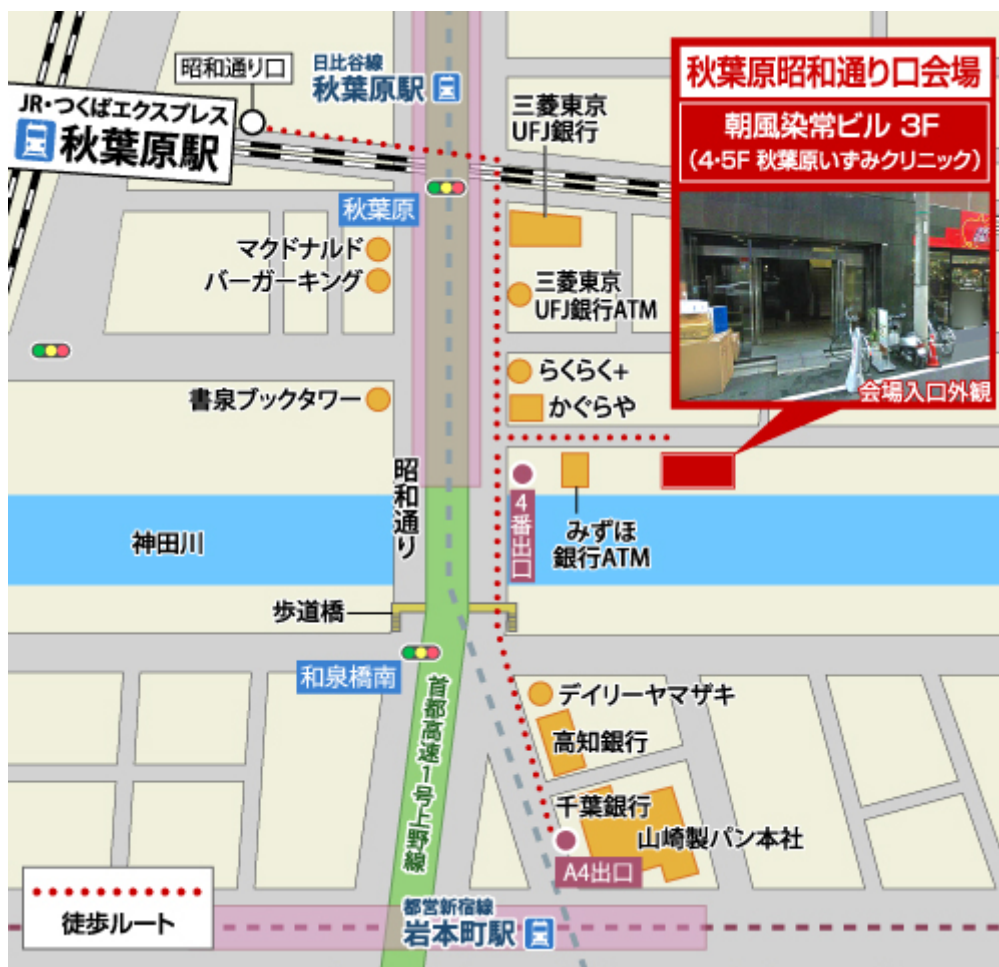 昭和通り口
日比谷線
秋葉原駅
JR・つくばエクスプレス
秋葉原駅
三菱東京
UFJ銀行
秋葉原昭和通り口会場
朝風染常ビル 3F
(4・5F 秋葉原いずみクリニック)
会場入口外観
秋葉原
マクドナルド
バーガーキング
三菱東京
UFJ銀行ATM
書泉ブックタワー
らくらく+
かぐらや
昭和通り
4番出口
みずほ
銀行ATM
神田川
歩道橋
和泉橋南
首都高速1号上野線
デイリーヤマザキ
高知銀行
千葉銀行
山崎製パン本社
A4出口
徒歩ルート
都営新宿線
岩本町駅